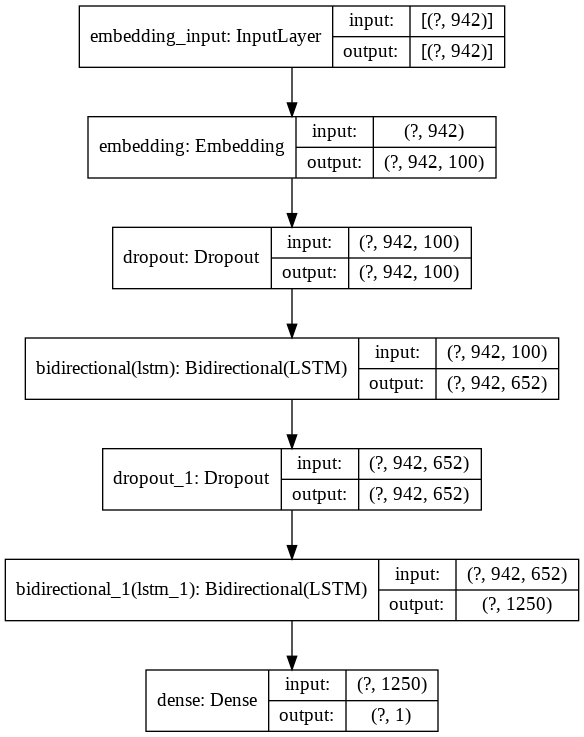 embedding_input: InputLayer
input: [(?, 942)]
output: [(?, 942)]
embedding: Embedding
input: (?, 942)
output: (?, 942, 100)
dropout: Dropout
input: (?, 942, 100)
output: (?, 942, 100)
bidirectional(lstm): Bidirectional(LSTM)
input: (?, 942, 100)
output: (?, 942, 652)
dropout_1: Dropout
input: (?, 942, 652)
output: (?, 942, 652)
bidirectional_1(lstm_1): Bidirectional(LSTM)
input: (?, 942, 652)
output: (?, 1250)
dense: Dense
input: (?, 1250)
output: (?, 1)